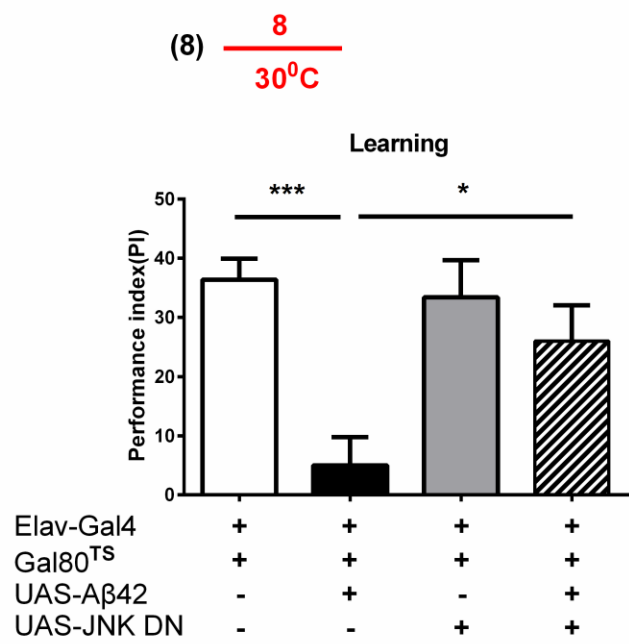 (8) 8
30⁰C
Learning
*** *
Performance index(PI)
50
40
30
20
10
0
Elav-Gal4 + + + +
Gal80ᵀˢ + + + +
UAS-Aβ42 - + - +
UAS-JNK DN - - + +